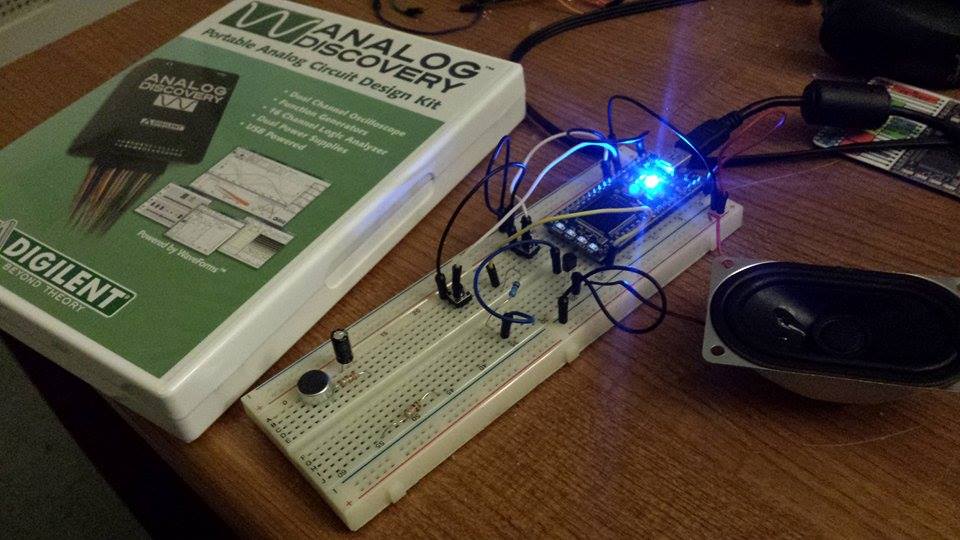 ANALOG
DISCOVERY™
Portable Analog Circuit Design Kit
• Dual Channel Oscilloscope
• Function Generators
• 16 Channel Logic Analyzer
• Dual Power Supplies
• USB Powered
ANALOG
DISCOVERY
Powered by Waveforms™
DIGILENT
BEYOND THEORY